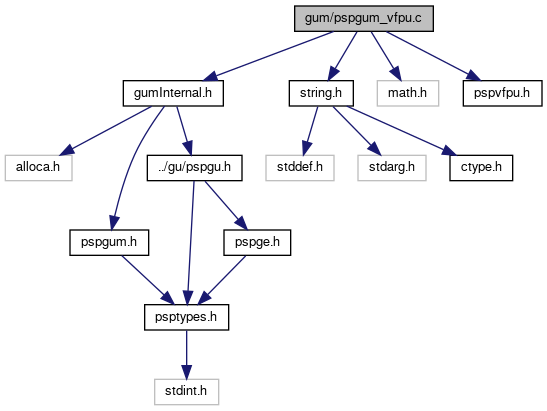 gum/pspgum_vfpu.c
gumInternal.h
string.h
math.h
pspvfpu.h
alloca.h
../gu/pspgu.h
stddef.h
stdarg.h
ctype.h
pspgum.h
pspge.h
psptypes.h
stdint.h